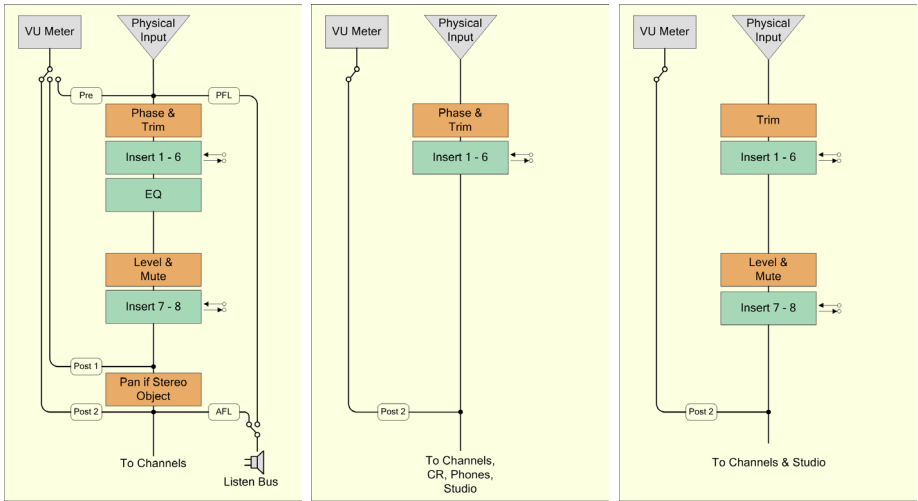 VU Meter
Physical
Input
Pre
PFL
Phase &
Trim
Insert 1 - 6
EQ
Level &
Mute
Insert 7 - 8
Post 1
Pan if Stereo
Object
Post 2
AFL
To Channels
Listen Bus
VU Meter
Physical
Input
Phase &
Trim
Insert 1 - 6
Post 2
To Channels,
CR, Phones,
Studio
VU Meter
Physical
Input
Trim
Insert 1 - 6
Level &
Mute
Insert 7 - 8
Post 2
To Channels & Studio